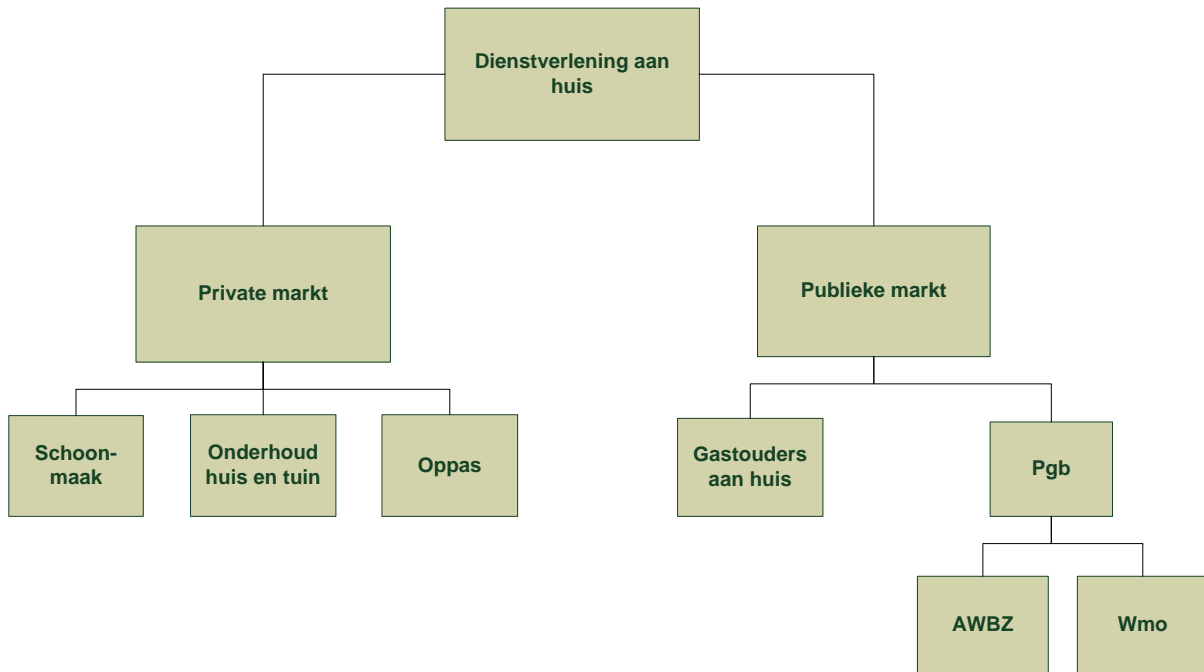 Dienstverlening aan
huis
Private markt
Publieke markt
Schoon-
maak
Onderhoud
huis en tuin
Oppas
Gastouders
aan huis
Pgb
AWBZ
Wmo